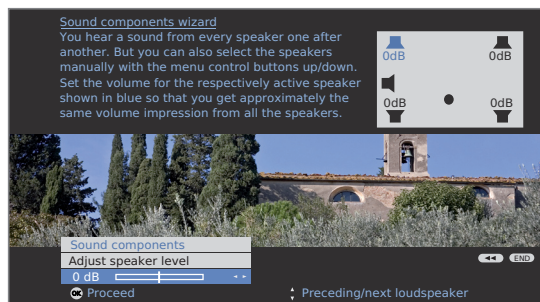 Sound components wizard
You hear a sound from every speaker one after
another. But you can also select the speakers
manually with the menu control buttons up/down.
Set the volume for the respectively active speaker
shown in blue so that you get approximately the
same volume impression from all the speakers.
0dB 0dB
0dB 0dB
Sound components
Adjust speaker level
0 dB
END
OK Proceed
Preceding/next loudspeaker